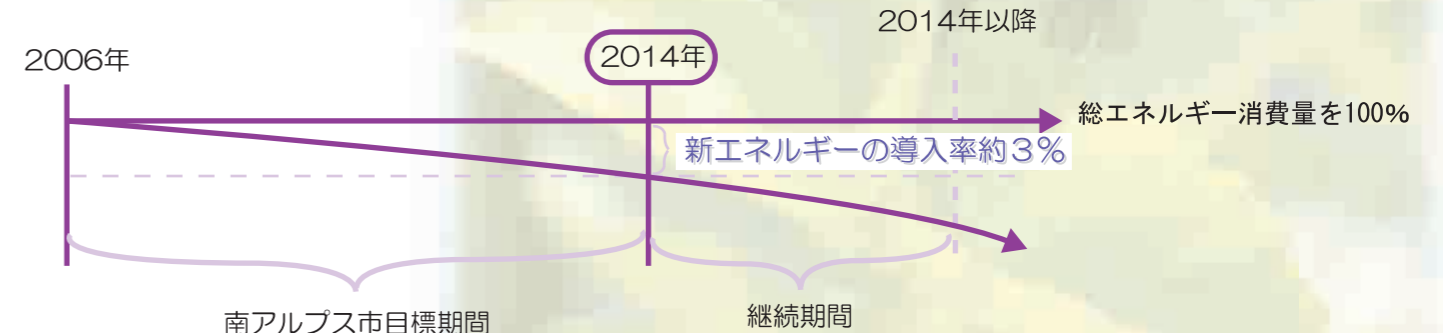 2014年以降
2006年
2014年
総エネルギー消費量を100%
新エネルギーの導入率約3%
南アルプス市目標期間
継続期間